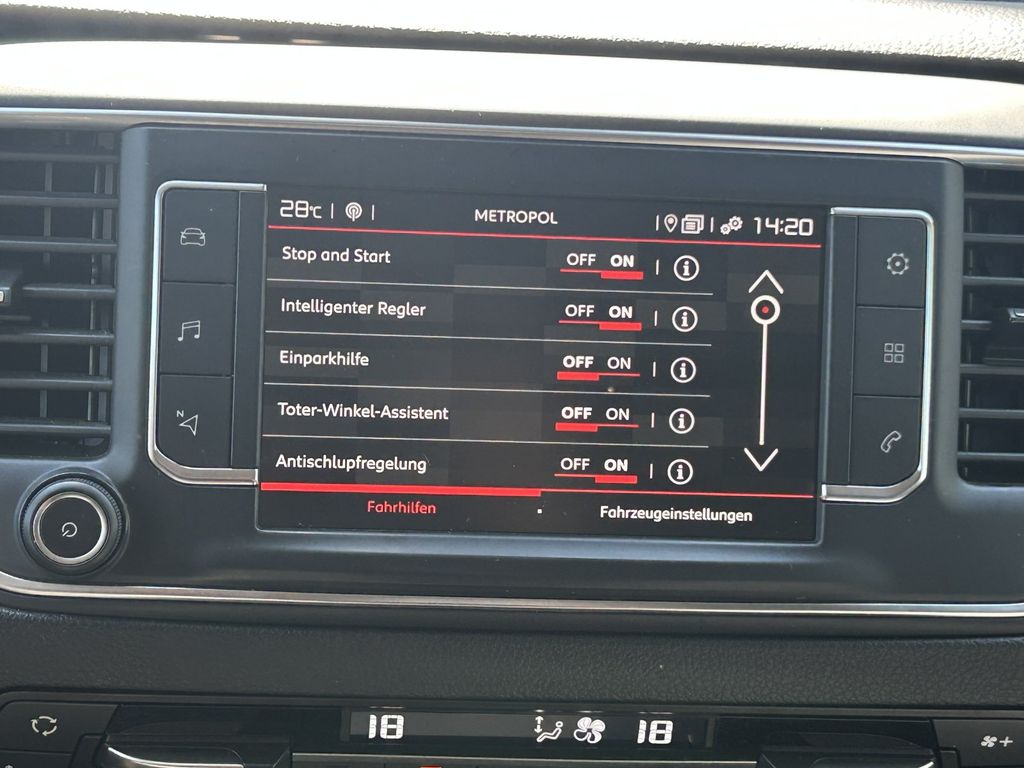 28°C METROPOL 14:20
Stop and Start OFF ON
Intelligenter Regler OFF ON
Einparkhilfe OFF ON
Toter-Winkel-Assistent OFF ON
Antischlupfregelung OFF ON
Fahrhilfen Fahrzeugeinstellungen
N
18 18